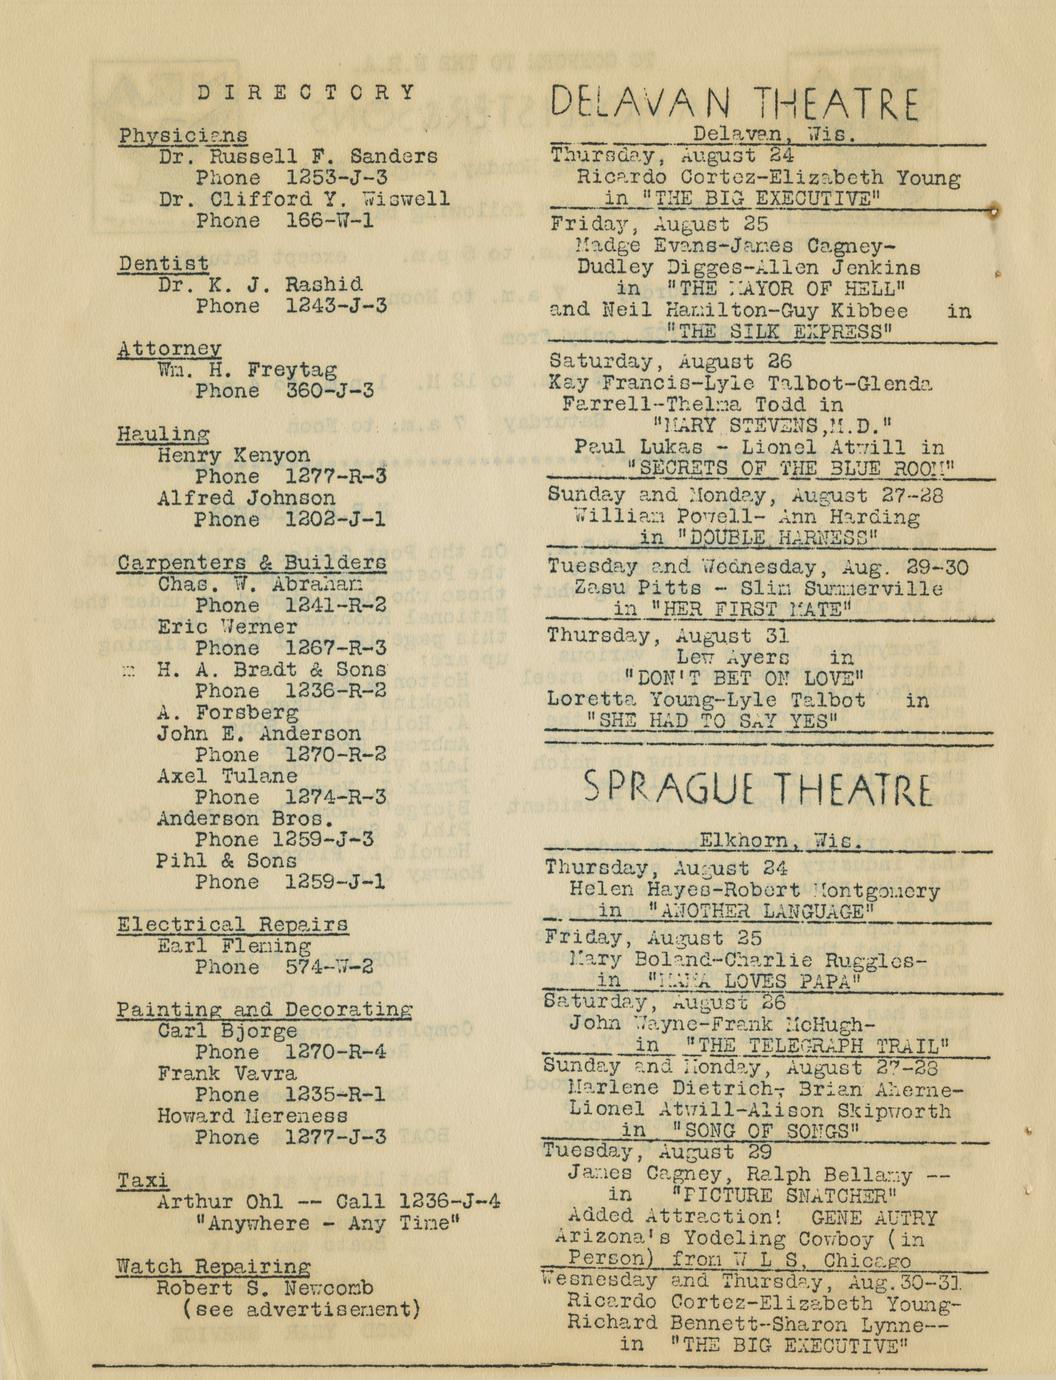 DIRECTORY
Physicians
Dr. Russell F. Sanders
Phone 1253-J-3
Dr. Clifford Y. Wiswell
Phone 166-W-1
Dentist
Dr. K. J. Rashid
Phone 1243-J-3
Attorney
Wm. H. Freytag
Phone 360-J-3
Hauling
Henry Kenyon
Phone 1277-R-3
Alfred Johnson
Phone 1202-J-1
Carpenters & Builders
Chas. W. Abraham
Phone 1241-R-2
Eric Werner
Phone 1267-R-3
H. A. Bradt & Sons
Phone 1236-R-2
A. Forsberg
John E. Anderson
Phone 1270-R-2
Axel Tulane
Phone 1274-R-3
Anderson Bros.
Phone 1259-J-3
Pihl & Sons
Phone 1259-J-1
Electrical Repairs
Earl Fleming
Phone 574-W-2
Painting and Decorating
Carl Bjorge
Phone 1270-R-4
Frank Vavra
Phone 1235-R-1
Howard Mereness
Phone 1277-J-3
Taxi
Arthur Ohl -- Call 1236-J-4
"Anywhere - Any Time"
Watch Repairing
Robert S. Newcomb
(see advertisement)
DELAVAN THEATRE
Delavan, Wis.
Thursday, August 24
Ricardo Cortez-Elizabeth Young
in "THE BIG EXECUTIVE"
Friday, August 25
Madge Evans-James Cagney-
Dudley Digges-Allen Jenkins
in "THE MAYOR OF HELL"
and Neil Hamilton-Guy Kibbee in
"THE SILK EXPRESS"
Saturday, August 26
Kay Francis-Lyle Talbot-Glenda
Farrell--Thelma Todd in
"MARY STEVENS,M.D."
Paul Lukas - Lionel Atwill in
"SECRETS OF THE BLUE ROOM"
Sunday and Monday, August 27-28
William Powell- Ann Harding
in "DOUBLE HARNESS"
Tuesday and Wednesday, Aug. 29-30
Zasu Pitts - Slim Summerville
in "HER FIRST MATE"
Thursday, August 31
Lew Ayers in
"DON'T BET ON LOVE"
Loretta Young-Lyle Talbot in
"SHE HAD TO SAY YES"
SPRAGUE THEATRE
Elkhorn, Wis.
Thursday, August 24
Helen Hayes-Robert Montgomery
in "ANOTHER LANGUAGE"
Friday, August 25
Mary Boland-Charlie Ruggles-
in "MAMA LOVES PAPA"
Saturday, August 26
John Wayne-Frank McHugh-
in "THE TELEGRAPH TRAIL"
Sunday and Monday, August 27-28
Marlene Dietrich- Brian Aherne-
Lionel Atwill-Alison Skipworth
in "SONG OF SONGS"
Tuesday, August 29
James Cagney, Ralph Bellamy --
in "PICTURE SNATCHER"
Added Attraction! GENE AUTRY
Arizona's Yodeling Cowboy (in
Person) from W L S, Chicago
Wesnesday and Thursday, Aug.30-31
Ricardo Cortez-Elizabeth Young-
Richard Bennett--Sharon Lynne--
in "THE BIG EXECUTIVE"